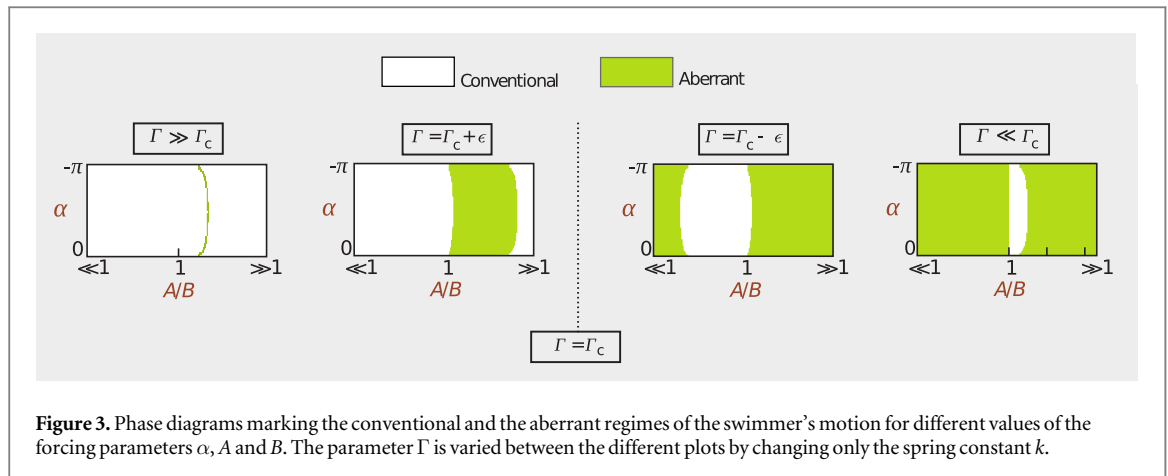 Conventional Aberrant
Γ ≫ Γc Γ =Γc + ϵ Γ =Γc - ϵ Γ ≪ Γc
-π -π -π -π
α α α α
0 0 0 0
≪1 1 ≫1 ≪1 1 ≫1 ≪1 1 ≫1 ≪1 1 ≫1
A/B A/B A/B A/B
Γ =Γc
Figure 3. Phase diagrams marking the conventional and the aberrant regimes of the swimmer's motion for different values of the
forcing parameters α, A and B. The parameter Γ is varied between the different plots by changing only the spring constant k.